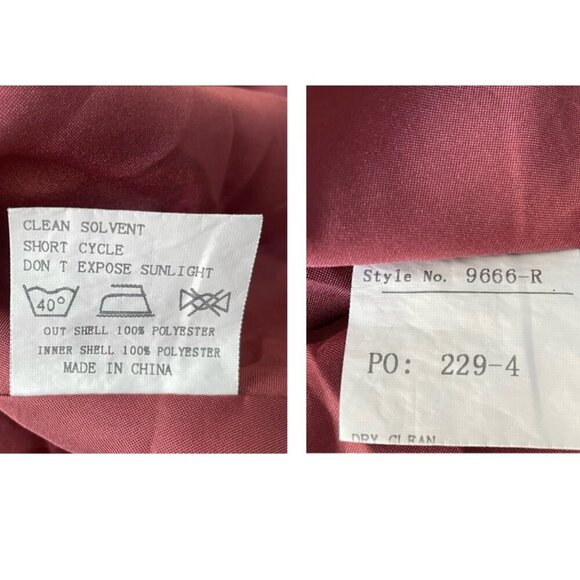 CLEAN SOLVENT
SHORT CYCLE
DON T EXPOSE SUNLIGHT
40°
OUT SHELL 100% POLYESTER
INNER SHELL 100% POLYESTER
MADE IN CHINA
Style No. 9666-R
PO: 229-4
DRY CLEAN